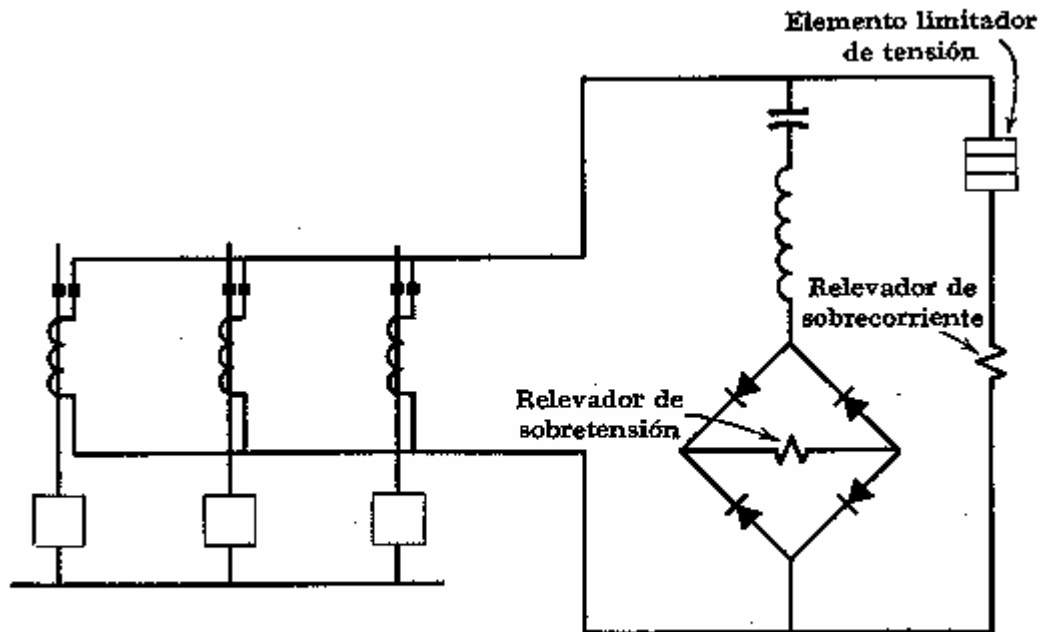 Elemento limitador
de tensión
Relevador de
sobrecorriente
Relevador de
sobretensión